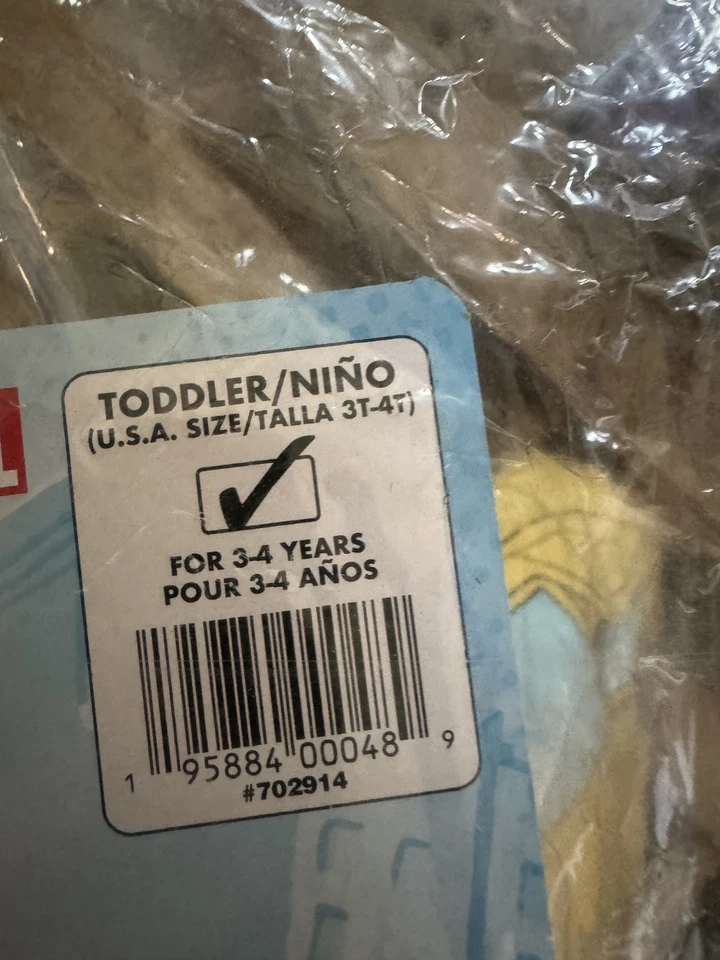 TODDLER/NIÑO
(U.S.A. SIZE/TALLA 3T-4T)
FOR 3-4 YEARS
POUR 3-4 AÑOS
1 95884 00048 9
#702914